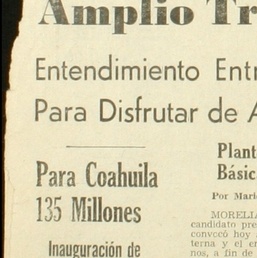 Amplio Tr
Entendimiento Entr
Para Disfrutar de A
Para Coahuila
135 Millones
Inauguración de
Plant
Básic
Por Mari
MORELIA
candidato pre
convocó hoy
terna y el e
nos, a fin de